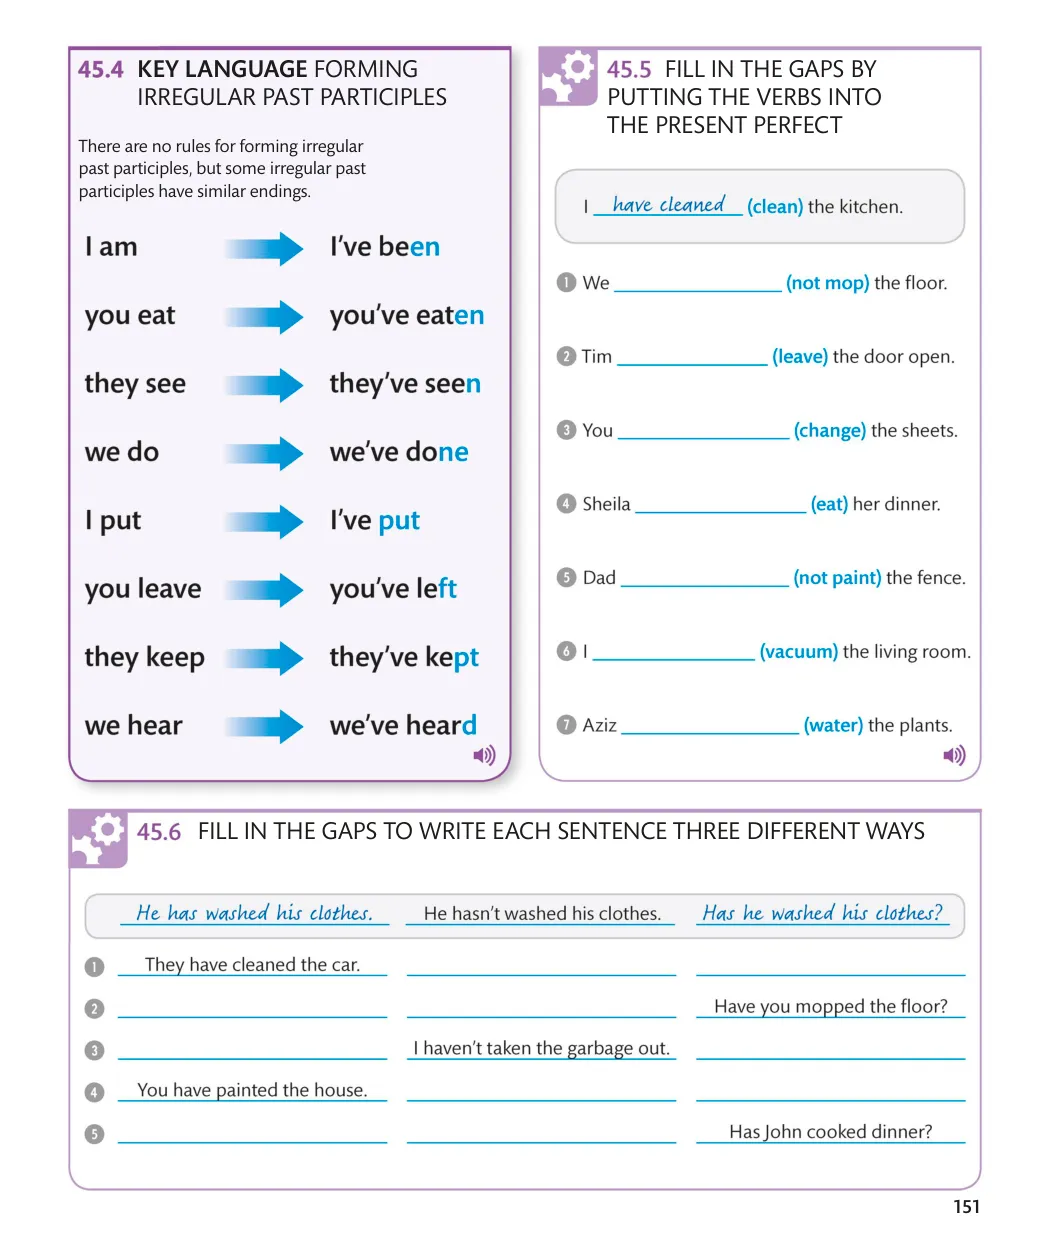 45.4 KEY LANGUAGE FORMING
IRREGULAR PAST PARTICIPLES
There are no rules for forming irregular
past participles, but some irregular past
participles have similar endings.
I am I’ve been
you eat you’ve eaten
they see they’ve seen
we do we’ve done
I put I’ve put
you leave you’ve left
they keep they’ve kept
we hear we’ve heard
45.5 FILL IN THE GAPS BY
PUTTING THE VERBS INTO
THE PRESENT PERFECT
I have cleaned (clean) the kitchen.
1 We (not mop) the floor.
2 Tim (leave) the door open.
3 You (change) the sheets.
4 Sheila (eat) her dinner.
5 Dad (not paint) the fence.
6 I (vacuum) the living room.
7 Aziz (water) the plants.
45.6 FILL IN THE GAPS TO WRITE EACH SENTENCE THREE DIFFERENT WAYS
He has washed his clothes. He hasn’t washed his clothes. Has he washed his clothes?
1 They have cleaned the car.
2 Have you mopped the floor?
3 I haven’t taken the garbage out.
4 You have painted the house.
5 Has John cooked dinner?
151